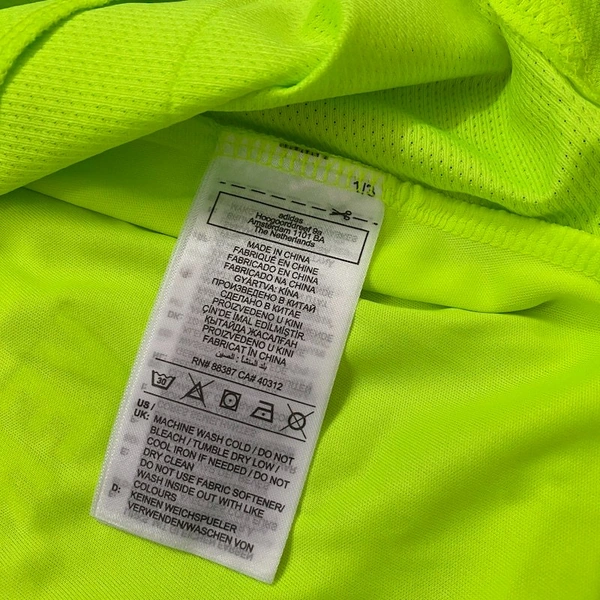 1/3
adidas
Hoogoorddreef 9a
Amsterdam 1101 BA
The Netherlands
MADE IN CHINA
FABRIQUÉ EN CHINE
FABRICADO EN CHINA
FABRICADO NA CHINA
GYÁRTVA: KÍNA
ПРОИЗВЕДЕНО В КИТАЙ
СДЕЛАНО В КИТАЕ
PROIZVEDENO U KINI
ÇİN'DE İMAL EDİLMİŞTİR.
ҚЫТАЙДА ЖАСАЛҒАН
PROIZVEDENO U KINI
FABRICAT ÎN CHINA
بلد المنشأ : الصين
RN# 88387 CA# 40312
30
US /
UK: MACHINE WASH COLD / DO NOT
BLEACH / TUMBLE DRY LOW /
COOL IRON IF NEEDED / DO NOT
DRY CLEAN
DO NOT USE FABRIC SOFTENER/
WASH INSIDE OUT WITH LIKE
COLOURS
D: KEINEN WEICHSPÜLER
VERWENDEN/WASCHEN VON